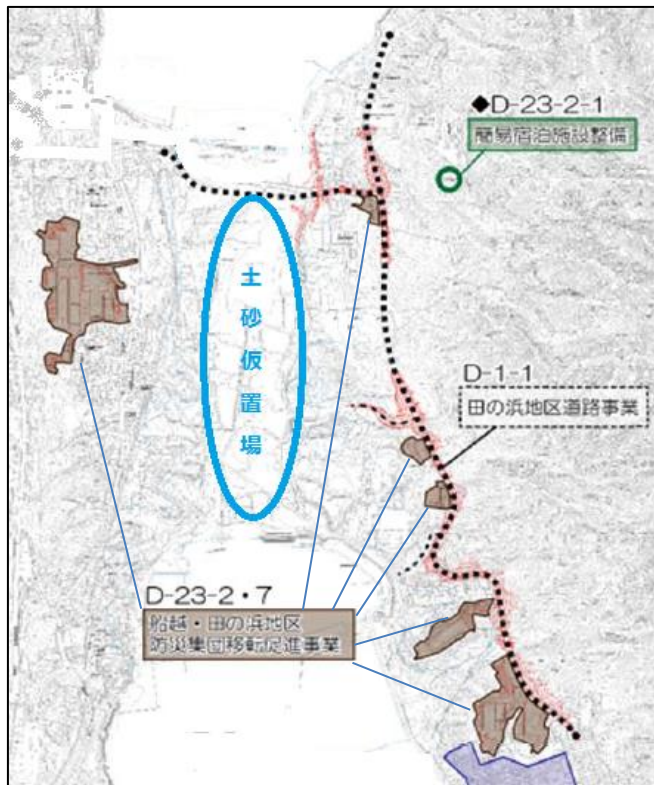 ◆D-23-2-1
簡易宿泊施設整備
土砂仮置場
D-1-1
田の浜地区道路事業
D-23-2・7
船越・田の浜地区
防災集団移転促進事業